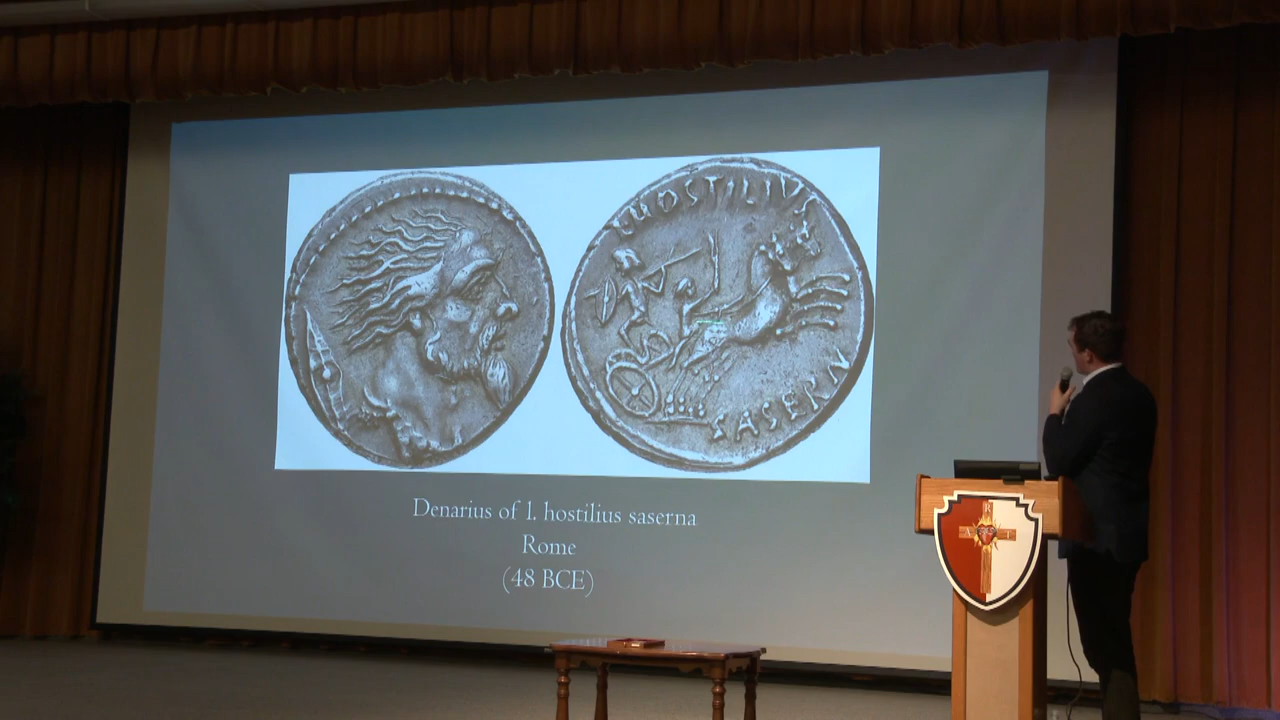 L HOSTILIVS
SASERN
Denarius of l. hostilius saserna
Rome
(48 BCE)
R
A I